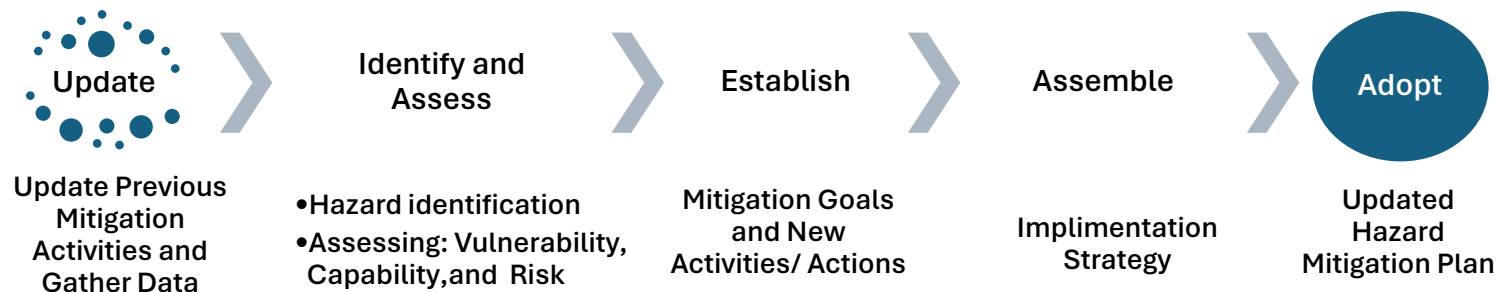 Update
Identify and
Assess
Establish
Assemble
Adopt
Update Previous
Mitigation
Activities and
Gather Data
•Hazard identification
•Assessing: Vulnerability,
Capability,and Risk
Mitigation Goals
and New
Activities/ Actions
Implimentation
Strategy
Updated
Hazard
Mitigation Plan